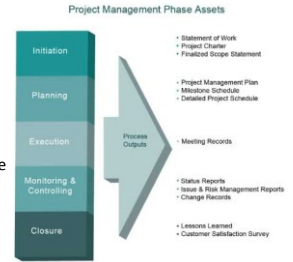 Project Management Phase Assets
Initiation
• Statement of Work
• Project Charter
• Finalized Scope Statement
Planning
• Project Management Plan
• Milestone Schedule
• Detailed Project Schedule
Execution
Process
Outputs
• Meeting Records
e
Monitoring &
Controlling
• Status Reports
• Issue & Risk Management Reports
• Change Records
Closure
• Lessons Learned
• Customer Satisfaction Survey